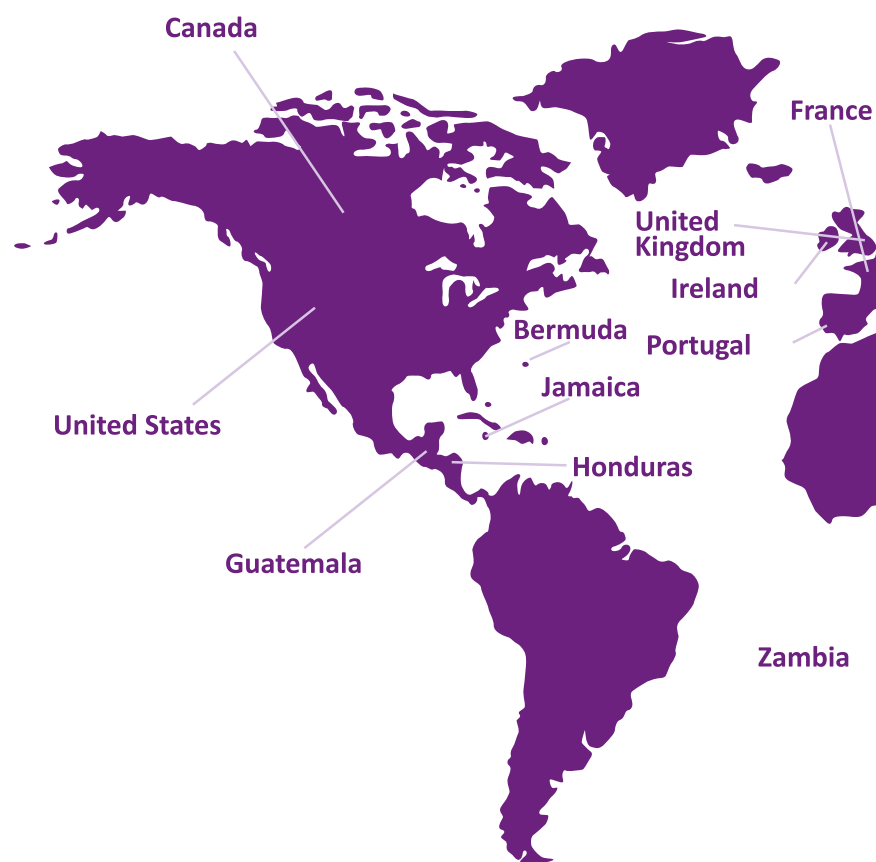 Canada
France
United
Kingdom
Ireland
Bermuda
Portugal
Jamaica
United States
Honduras
Guatemala
Zambia